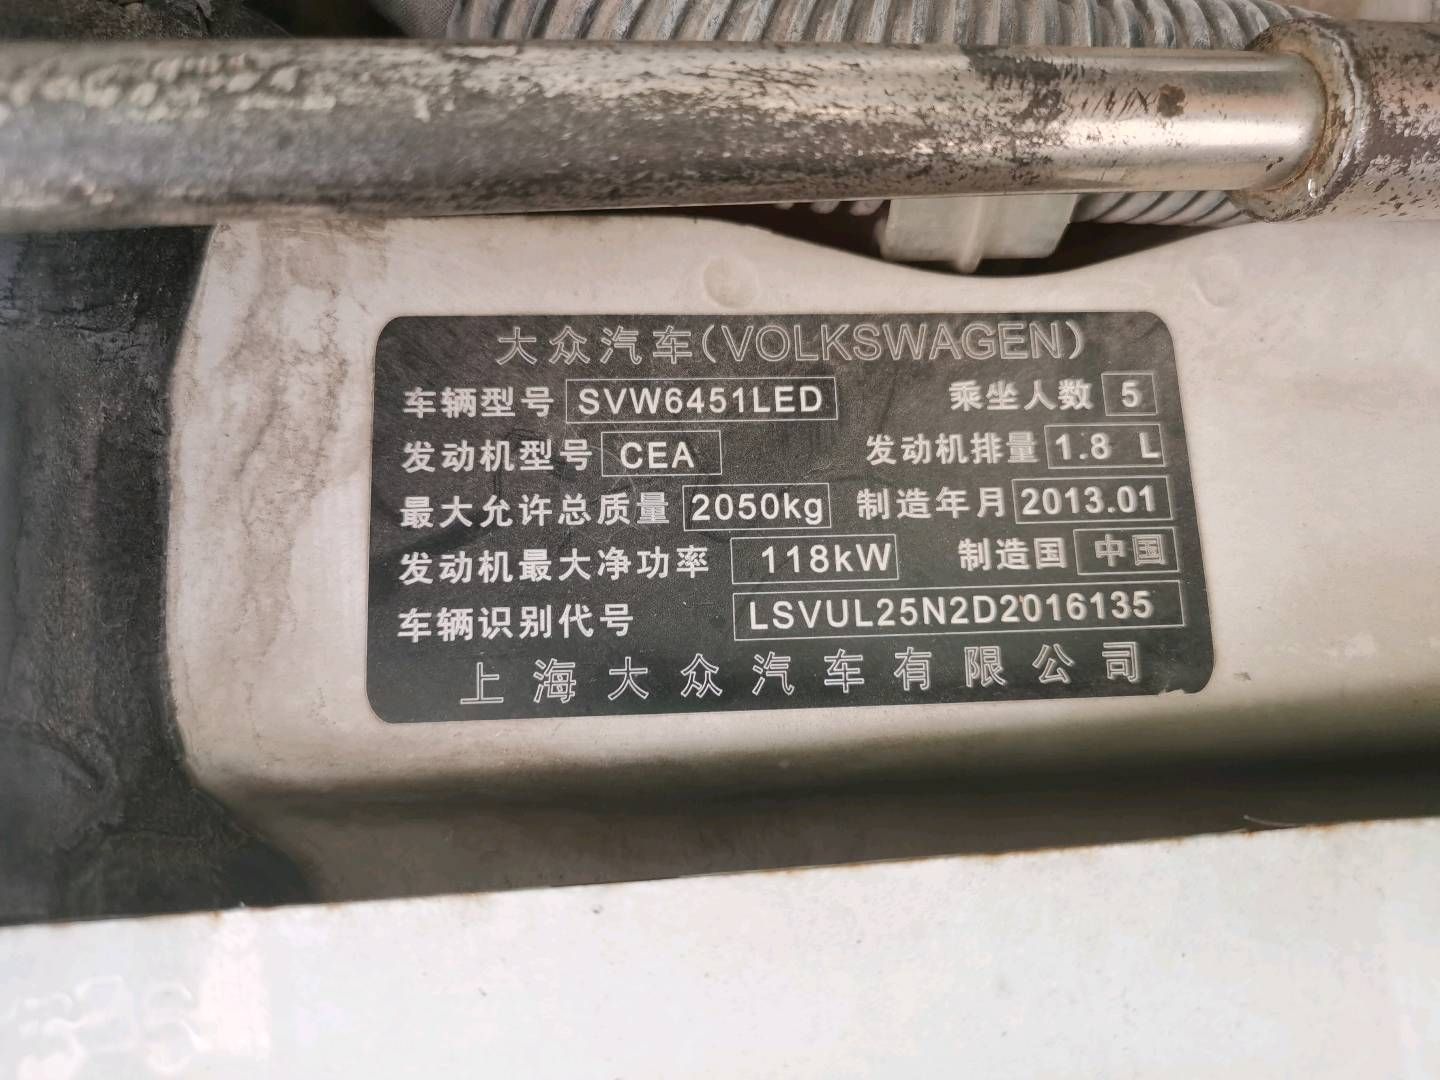 大众汽车(VOLKSWAGEN)
车辆型号 SVW6451LED 乘坐人数 5
发动机型号 CEA 发动机排量 1.8 L
最大允许总质量 2050kg 制造年月 2013.01
发动机最大净功率 118kW 制造国 中国
车辆识别代号 LSVUL25N2D2016135
上海大众汽车有限公司